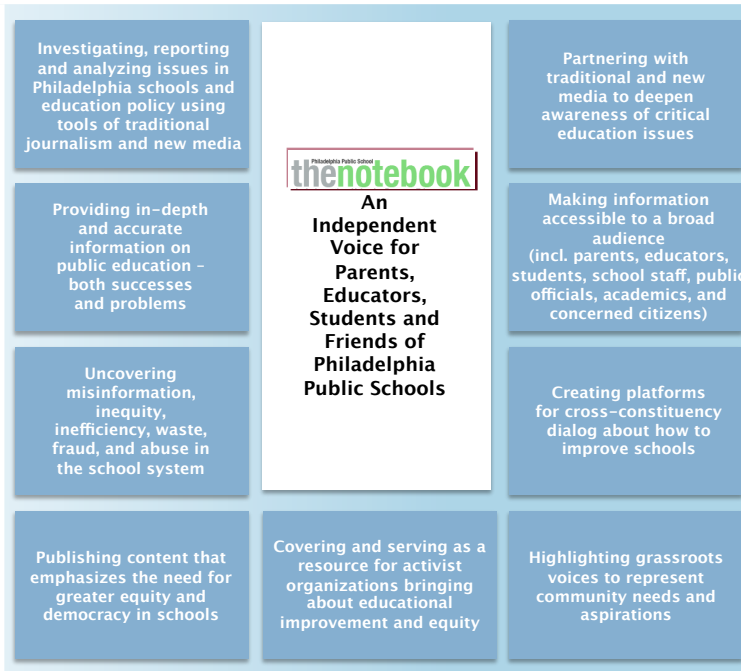 Investigating, reporting
and analyzing issues in
Philadelphia schools and
education policy using
tools of traditional
journalism and new media
Providing in-depth
and accurate
information on
public education –
both successes
and problems
Uncovering
misinformation,
inequity,
inefficiency, waste,
fraud, and abuse in
the school system
Publishing content that
emphasizes the need for
greater equity and
democracy in schools
Philadelphia Public School
thenotebook
An
Independent
Voice for
Parents,
Educators,
Students and
Friends of
Philadelphia
Public Schools
Covering and serving as a
resource for activist
organizations bringing
about educational
improvement and equity
Partnering with
traditional and new
media to deepen
awareness of critical
education issues
Making information
accessible to a broad
audience
(incl. parents, educators,
students, school staff, public
officials, academics, and
concerned citizens)
Creating platforms
for cross-constituency
dialog about how to
improve schools
Highlighting grassroots
voices to represent
community needs and
aspirations